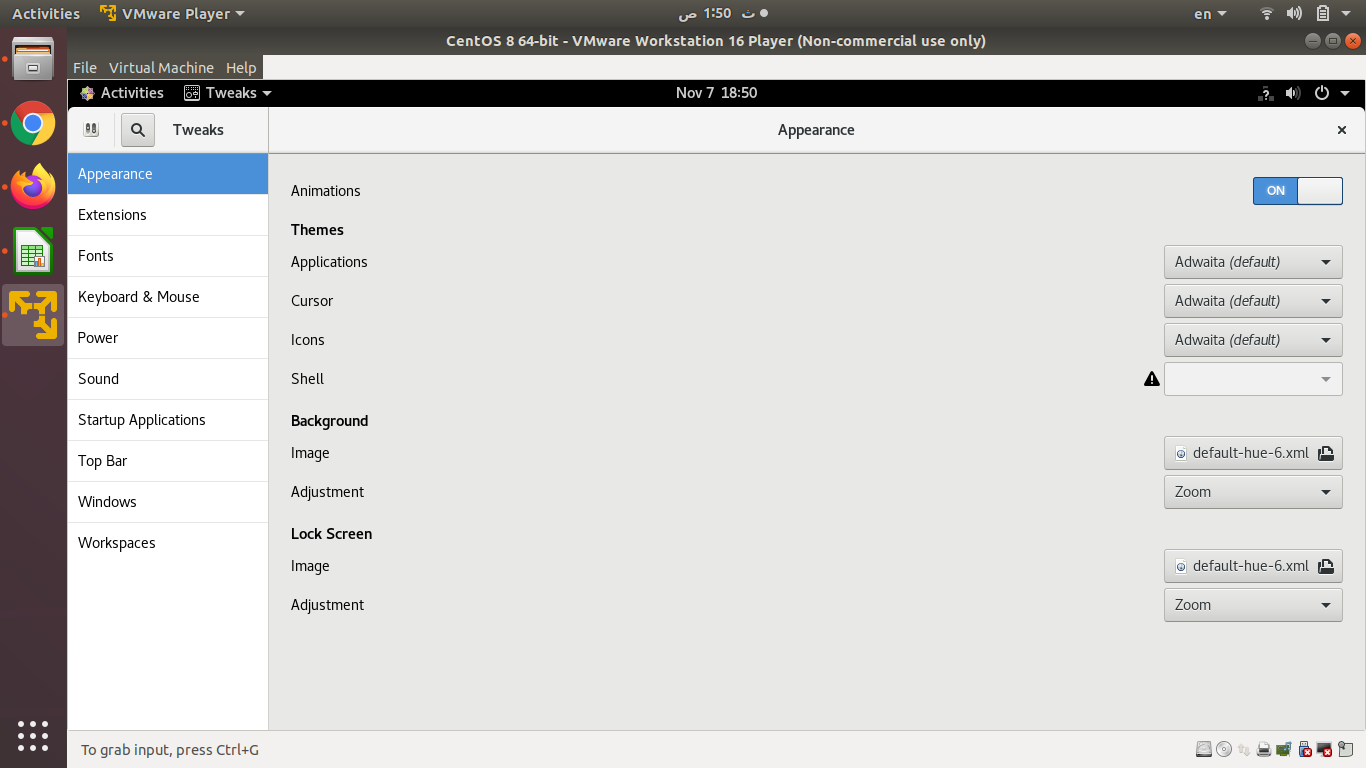 Activities VMware Player ث 1:50 ص en
CentOS 8 64-bit - VMware Workstation 16 Player (Non-commercial use only)
File Virtual Machine Help
Activities Tweaks Nov 7 18:50
Tweaks Appearance
Appearance
Extensions
Fonts
Keyboard & Mouse
Power
Sound
Startup Applications
Top Bar
Windows
Workspaces
Animations ON
Themes
Applications Adwaita (default)
Cursor Adwaita (default)
Icons Adwaita (default)
Shell
Background
Image default-hue-6.xml
Adjustment Zoom
Lock Screen
Image default-hue-6.xml
Adjustment Zoom
To grab input, press Ctrl+G